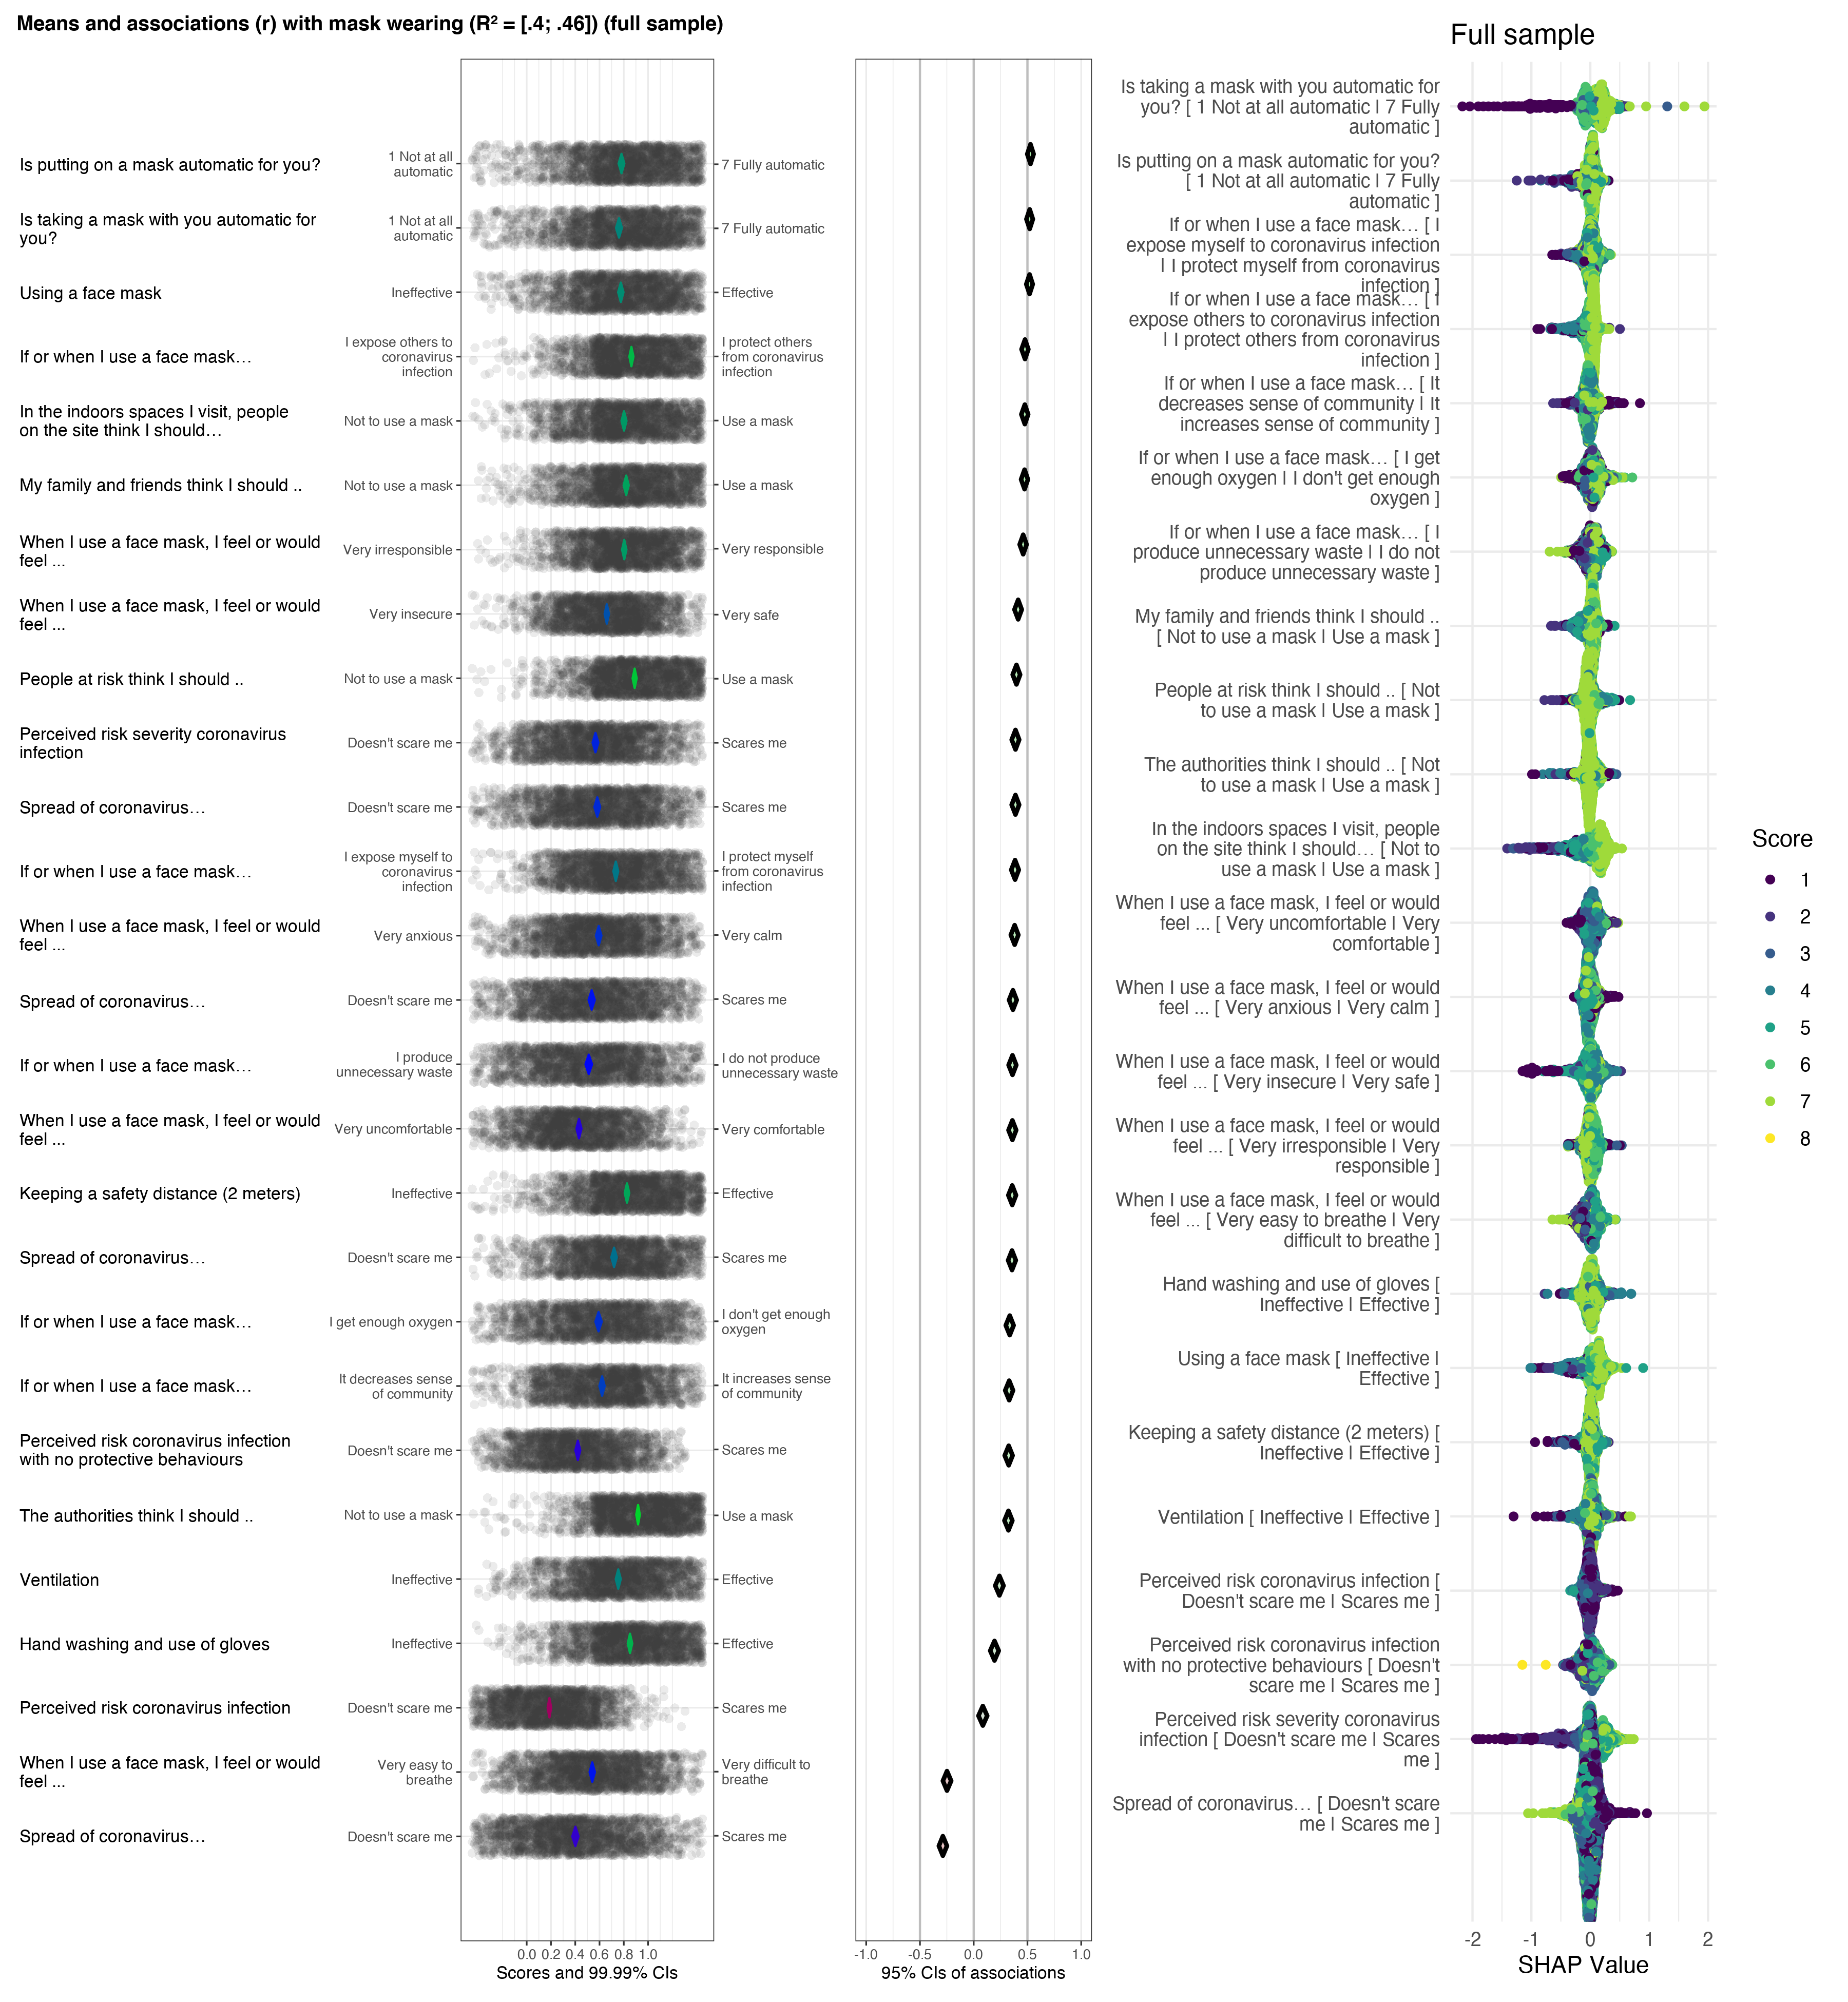 Means and associations (r) with mask wearing (R² = [.4; .46]) (full sample)
Is putting on a mask automatic for you?
1 Not at all
automatic
7 Fully automatic
Is taking a mask with you automatic for
you?
1 Not at all
automatic
7 Fully automatic
Using a face mask
Ineffective
Effective
If or when I use a face mask…
I expose others to
coronavirus
infection
I protect others
from coronavirus
infection
In the indoors spaces I visit, people
on the site think I should…
Not to use a mask
Use a mask
My family and friends think I should ..
Not to use a mask
Use a mask
When I use a face mask, I feel or would
feel ...
Very irresponsible
Very responsible
When I use a face mask, I feel or would
feel ...
Very insecure
Very safe
People at risk think I should ..
Not to use a mask
Use a mask
Perceived risk severity coronavirus
infection
Doesn't scare me
Scares me
Spread of coronavirus…
Doesn't scare me
Scares me
If or when I use a face mask…
I expose myself to
coronavirus
infection
I protect myself
from coronavirus
infection
When I use a face mask, I feel or would
feel ...
Very anxious
Very calm
Spread of coronavirus…
Doesn't scare me
Scares me
If or when I use a face mask…
I produce
unnecessary waste
I do not produce
unnecessary waste
When I use a face mask, I feel or would
feel ...
Very uncomfortable
Very comfortable
Keeping a safety distance (2 meters)
Ineffective
Effective
Spread of coronavirus…
Doesn't scare me
Scares me
If or when I use a face mask…
I get enough oxygen
I don't get enough
oxygen
If or when I use a face mask…
It decreases sense
of community
It increases sense
of community
Perceived risk coronavirus infection
with no protective behaviours
Doesn't scare me
Scares me
The authorities think I should ..
Not to use a mask
Use a mask
Ventilation
Ineffective
Effective
Hand washing and use of gloves
Ineffective
Effective
Perceived risk coronavirus infection
Doesn't scare me
Scares me
When I use a face mask, I feel or would
feel ...
Very easy to
breathe
Very difficult to
breathe
Spread of coronavirus…
Doesn't scare me
Scares me
0.0 0.2 0.4 0.6 0.8 1.0
Scores and 99.99% CIs
-1.0 -0.5 0.0 0.5 1.0
95% CIs of associations
Full sample
Is taking a mask with you automatic for
you? [ 1 Not at all automatic | 7 Fully
automatic ]
Is putting on a mask automatic for you?
[ 1 Not at all automatic | 7 Fully
automatic ]
If or when I use a face mask… [ I
expose myself to coronavirus infection
| I protect myself from coronavirus
infection ]
If or when I use a face mask… [ I
expose others to coronavirus infection
| I protect others from coronavirus
infection ]
If or when I use a face mask… [ It
decreases sense of community | It
increases sense of community ]
If or when I use a face mask… [ I get
enough oxygen | I don't get enough
oxygen ]
If or when I use a face mask… [ I
produce unnecessary waste | I do not
produce unnecessary waste ]
My family and friends think I should ..
[ Not to use a mask | Use a mask ]
People at risk think I should .. [ Not
to use a mask | Use a mask ]
The authorities think I should .. [ Not
to use a mask | Use a mask ]
In the indoors spaces I visit, people
on the site think I should… [ Not to
use a mask | Use a mask ]
When I use a face mask, I feel or would
feel ... [ Very uncomfortable | Very
comfortable ]
When I use a face mask, I feel or would
feel ... [ Very anxious | Very calm ]
When I use a face mask, I feel or would
feel ... [ Very insecure | Very safe ]
When I use a face mask, I feel or would
feel ... [ Very irresponsible | Very
responsible ]
When I use a face mask, I feel or would
feel ... [ Very easy to breathe | Very
difficult to breathe ]
Hand washing and use of gloves [
Ineffective | Effective ]
Using a face mask [ Ineffective |
Effective ]
Keeping a safety distance (2 meters) [
Ineffective | Effective ]
Ventilation [ Ineffective | Effective ]
Perceived risk coronavirus infection [
Doesn't scare me | Scares me ]
Perceived risk coronavirus infection
with no protective behaviours [ Doesn't
scare me | Scares me ]
Perceived risk severity coronavirus
infection [ Doesn't scare me | Scares
me ]
Spread of coronavirus… [ Doesn't scare
me | Scares me ]
-2 -1 0 1 2
SHAP Value
Score
1
2
3
4
5
6
7
8